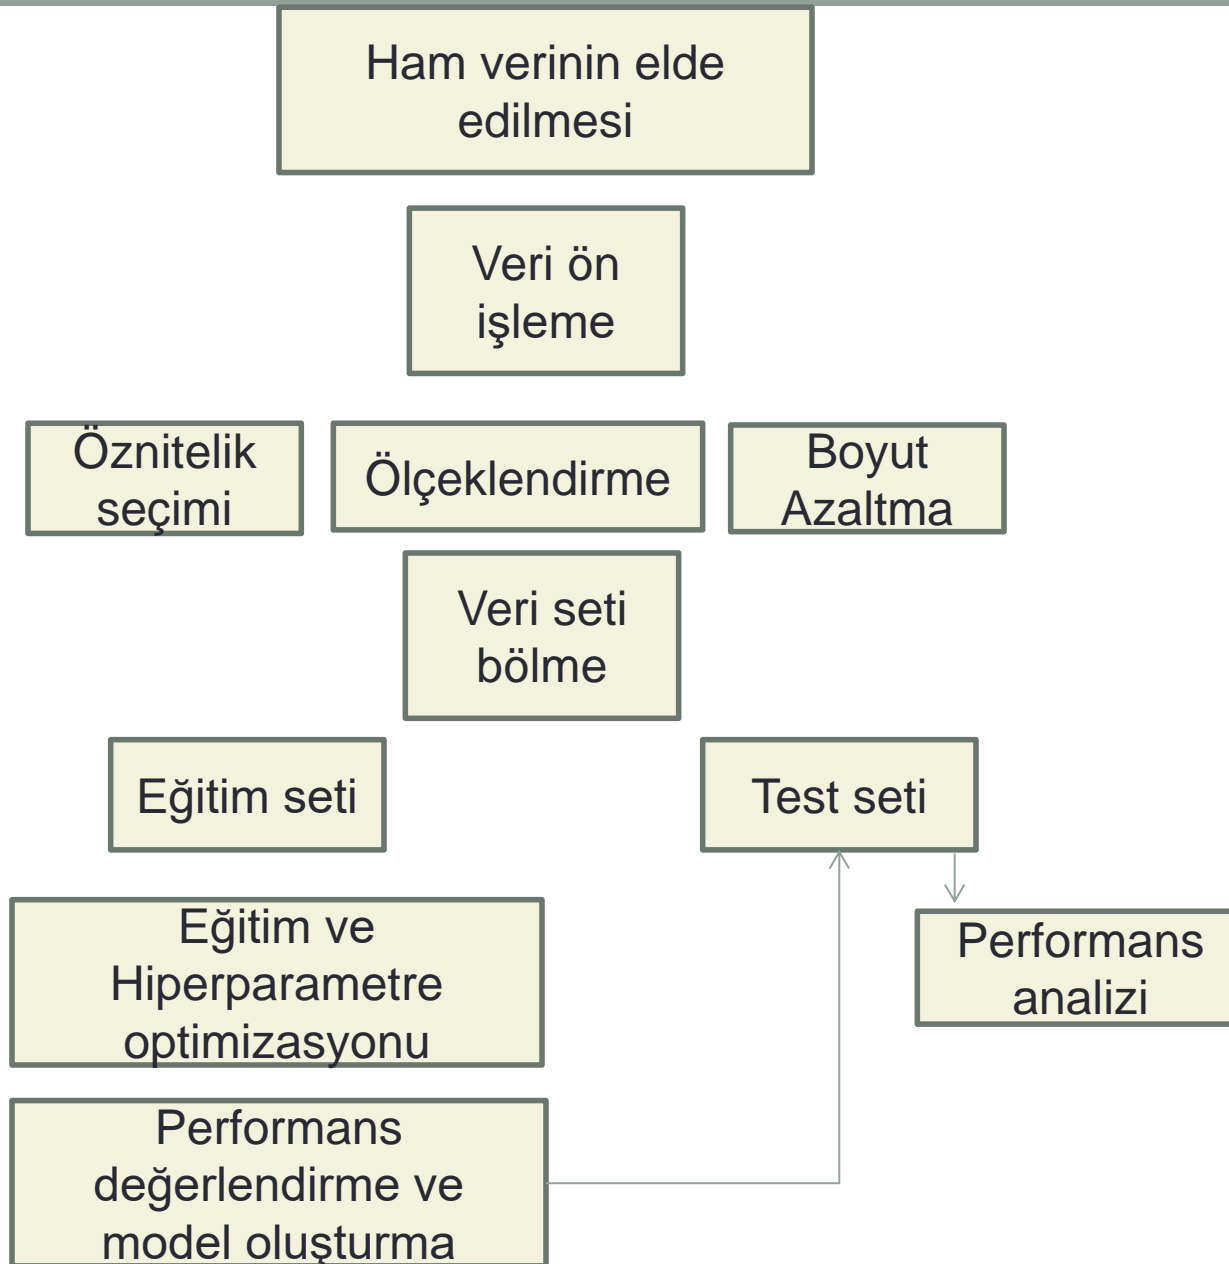 Ham verinin elde
edilmesi
Veri ön
işleme
Öznitelik
seçimi
Ölçeklendirme
Boyut
Azaltma
Veri seti
bölme
Eğitim seti
Test seti
Eğitim ve
Hiperparametre
optimizasyonu
Performans
analizi
Performans
değerlendirme ve
model oluşturma